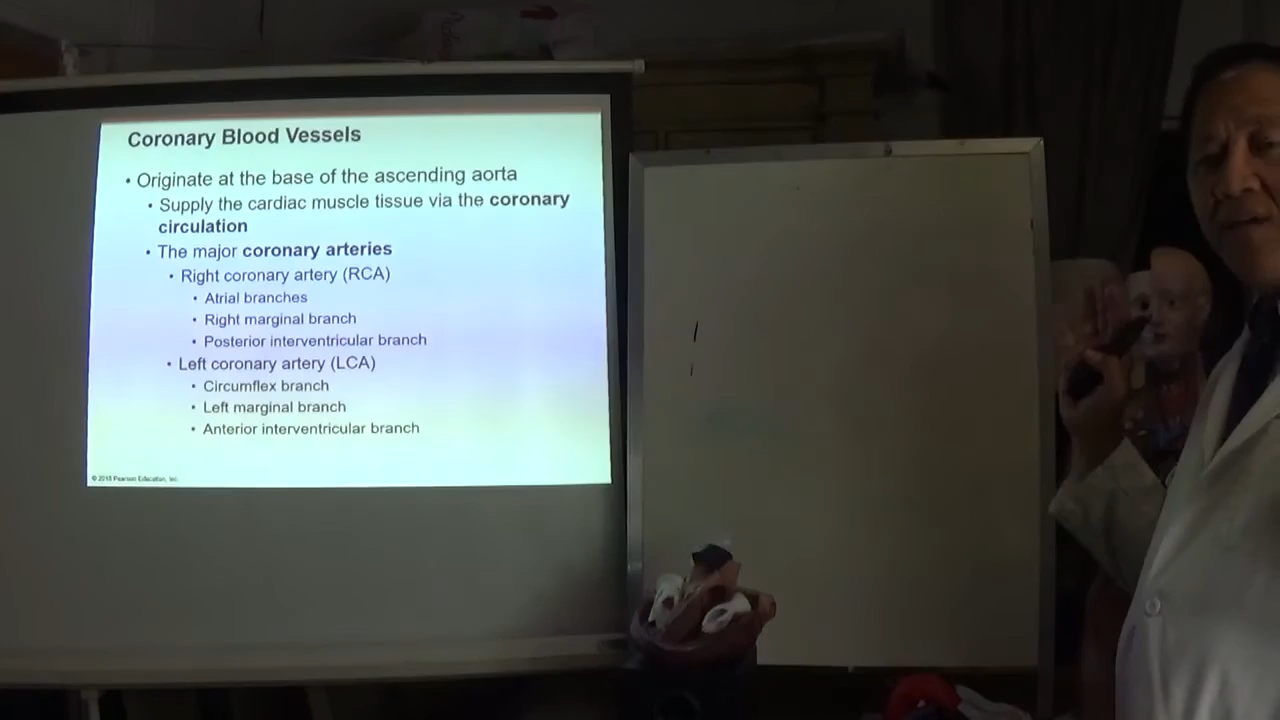 Coronary Blood Vessels
• Originate at the base of the ascending aorta
• Supply the cardiac muscle tissue via the coronary
circulation
• The major coronary arteries
• Right coronary artery (RCA)
• Atrial branches
• Right marginal branch
• Posterior interventricular branch
• Left coronary artery (LCA)
• Circumflex branch
• Left marginal branch
• Anterior interventricular branch
© 2018 Pearson Education, Inc.